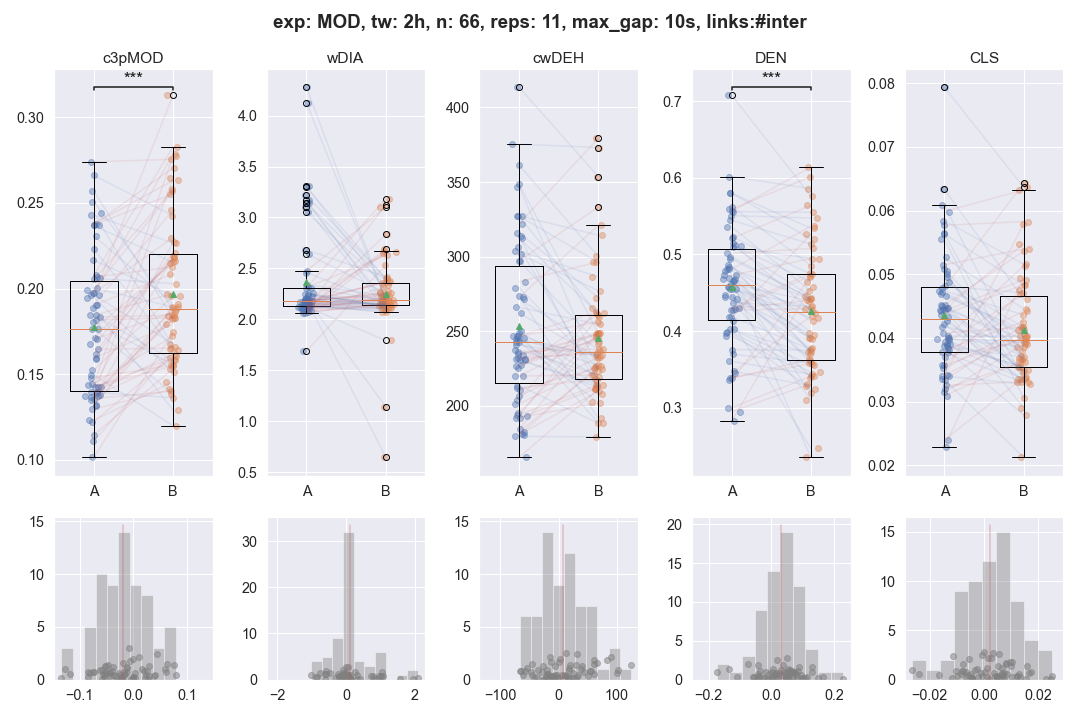 exp: MOD, tw: 2h, n: 66, reps: 11, max_gap: 10s, links:#inter
c3pMOD wDIA cwDEH DEN CLS
*** ***
0.30 0.25 0.20 0.15 0.10
A B
4.0 3.5 3.0 2.5 2.0 1.5 1.0 0.5
A B
400 350 300 250 200
A B
0.7 0.6 0.5 0.4 0.3
A B
0.08 0.07 0.06 0.05 0.04 0.03 0.02
A B
15 10 5 0
−0.1 0.0 0.1
30 20 10 0
−2 0 2
15 10 5 0
−100 0 100
20 15 10 5 0
−0.2 0.0 0.2
15 10 5 0
−0.02 0.00 0.02